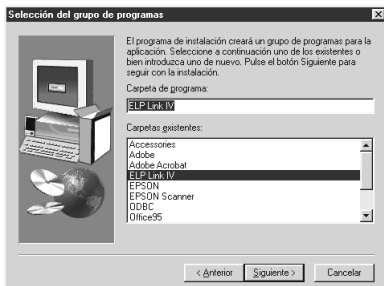 Selección del grupo de programas
El programa de instalación creará un grupo de programas para la
aplicación. Seleccione a continuación uno de los existentes o
bien introduzca uno de nuevo. Pulse el botón Siguiente para
seguir con la instalación.
Carpeta de programa:
ELP Link IV
Carpetas existentes:
Accessories
Adobe
Adobe Acrobat
ELP Link IV
EPSON
EPSON Scanner
ODBC
Office95
< Anterior Siguiente > Cancelar